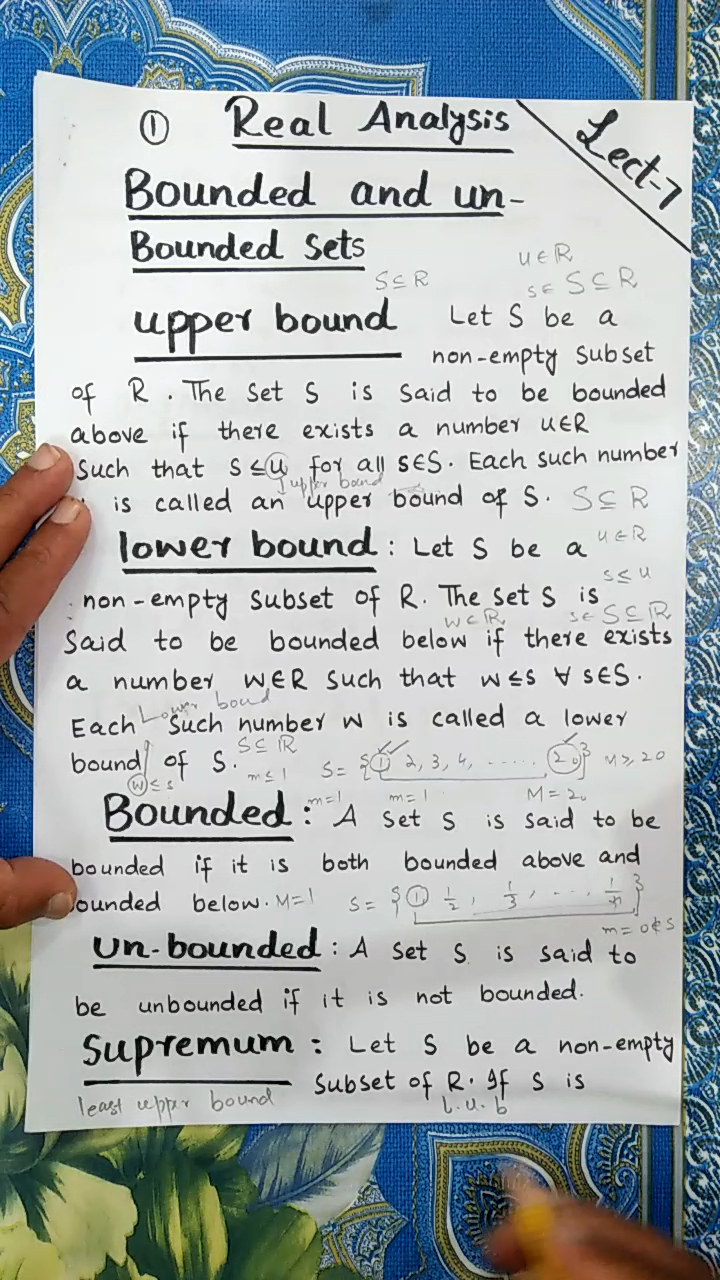 ① Real Analysis
Lect-7
Bounded and un-
Bounded sets
S⊆R
u∈R
s∈ S⊆R
upper bound Let S be a
non-empty subset
of R. The Set S is said to be bounded
above if there exists a number u∈R
Such that s≤u for all s∈S. Each such number
upper bound
is called an upper bound of S. S⊆R
lower bound: Let S be a u∈R
s≤u
non-empty subset of R. The set S is
w∈R s∈ S⊆R
Said to be bounded below if there exists
a number w∈R such that w≤s ∀ s∈S.
Lower bound
Each such number w is called a lower
bound of S. S⊆R
w≤s m≤1 S={1, 2, 3, 4, ...... 20} M≥20
m=1 m=1 M=20
Bounded: A set s is said to be
bounded if it is both bounded above and
ounded below. M=1 S={1, 1/2, 1/3, ... 1/n}
m=0∉S
un-bounded: A set S is said to
be unbounded if it is not bounded.
Supremum: Let S be a non-empty
subset of R. If S is
least upper bound l.u.b